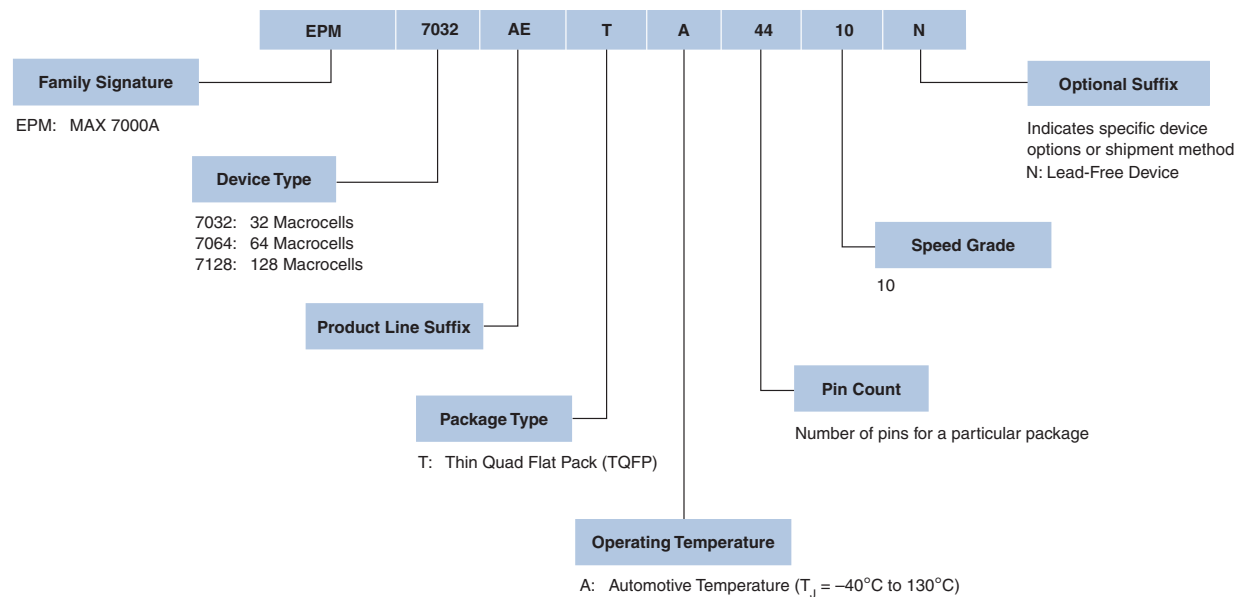 EPM 7032 AE T A 44 10 N
Family Signature
EPM: MAX 7000A
Optional Suffix
Indicates specific device
options or shipment method
N: Lead-Free Device
Device Type
7032: 32 Macrocells
7064: 64 Macrocells
7128: 128 Macrocells
Speed Grade
10
Product Line Suffix
Pin Count
Number of pins for a particular package
Package Type
T: Thin Quad Flat Pack (TQFP)
Operating Temperature
A: Automotive Temperature (TJ = –40°C to 130°C)